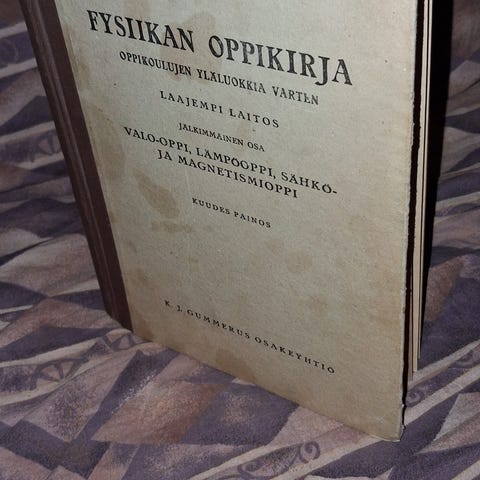 FYSIIKAN OPPIKIRJA
OPPIKOULUJEN YLÄLUOKKIA VARTEN
LAAJEMPI LAITOS
JÄLKIMMÄINEN OSA
VALO-OPPI, LÄMPÖOPPI, SÄHKÖ-
JA MAGNETISMIOPPI
KUUDES PAINOS
K. J. GUMMERUS OSAKEYHTIÖ